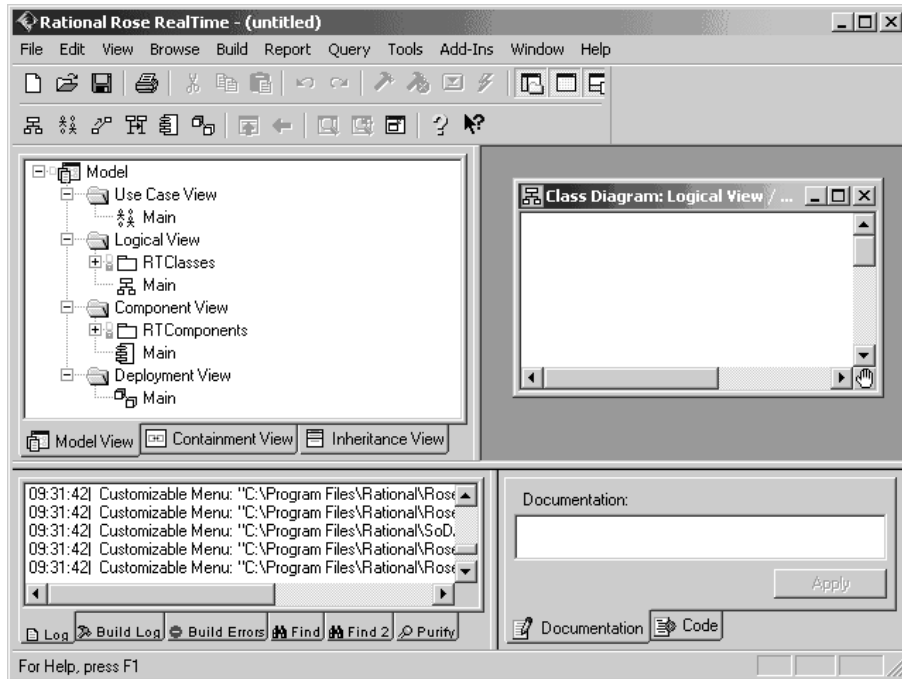 Rational Rose RealTime - (untitled)
File Edit View Browse Build Report Query Tools Add-Ins Window Help
Model
Use Case View
Main
Logical View
RTClasses
Main
Component View
RTComponents
Main
Deployment View
Main
Model View Containment View Inheritance View
Class Diagram: Logical View / ...
09:31:42| Customizable Menu: "C:\Program Files\Rational\Rose
09:31:42| Customizable Menu: "C:\Program Files\Rational\Rose
09:31:42| Customizable Menu: "C:\Program Files\Rational\SoD.
09:31:42| Customizable Menu: "C:\Program Files\Rational\Rose
09:31:42| Customizable Menu: "C:\Program Files\Rational\Rose
Log Build Log Build Errors Find Find 2 Purify
Documentation:
Apply
Documentation Code
For Help, press F1